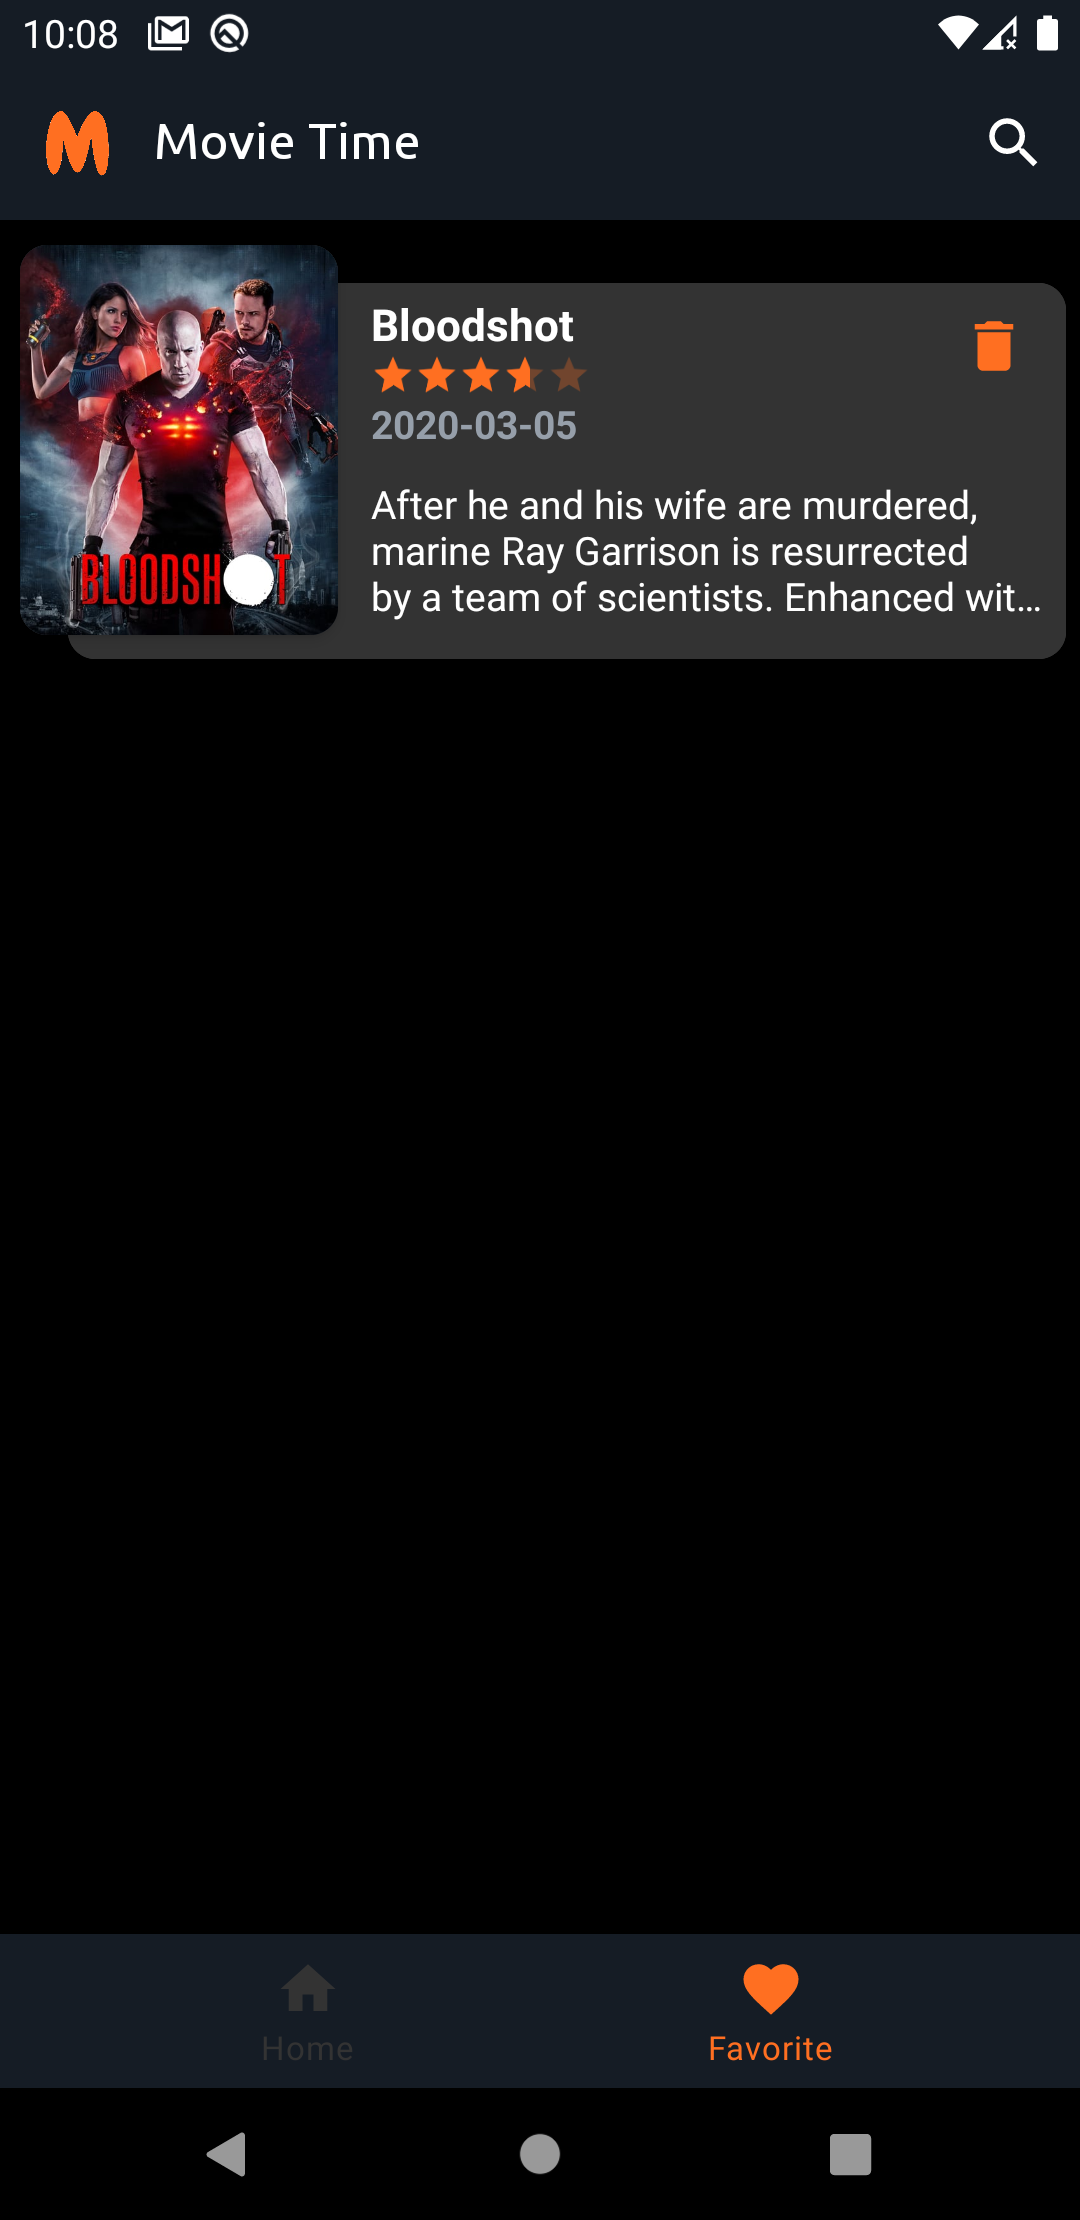 10:08
M Movie Time
BLOODSHOT
Bloodshot
2020-03-05
After he and his wife are murdered,
marine Ray Garrison is resurrected
by a team of scientists. Enhanced wit…
Home
Favorite